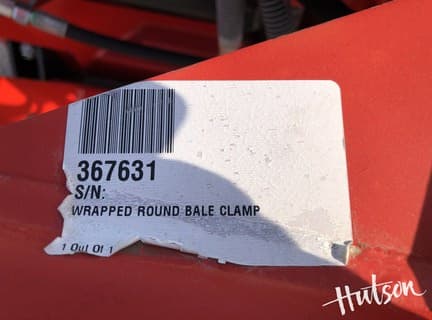 367631
S/N:
WRAPPED ROUND BALE CLAMP
1 Out Of 1
Hutson